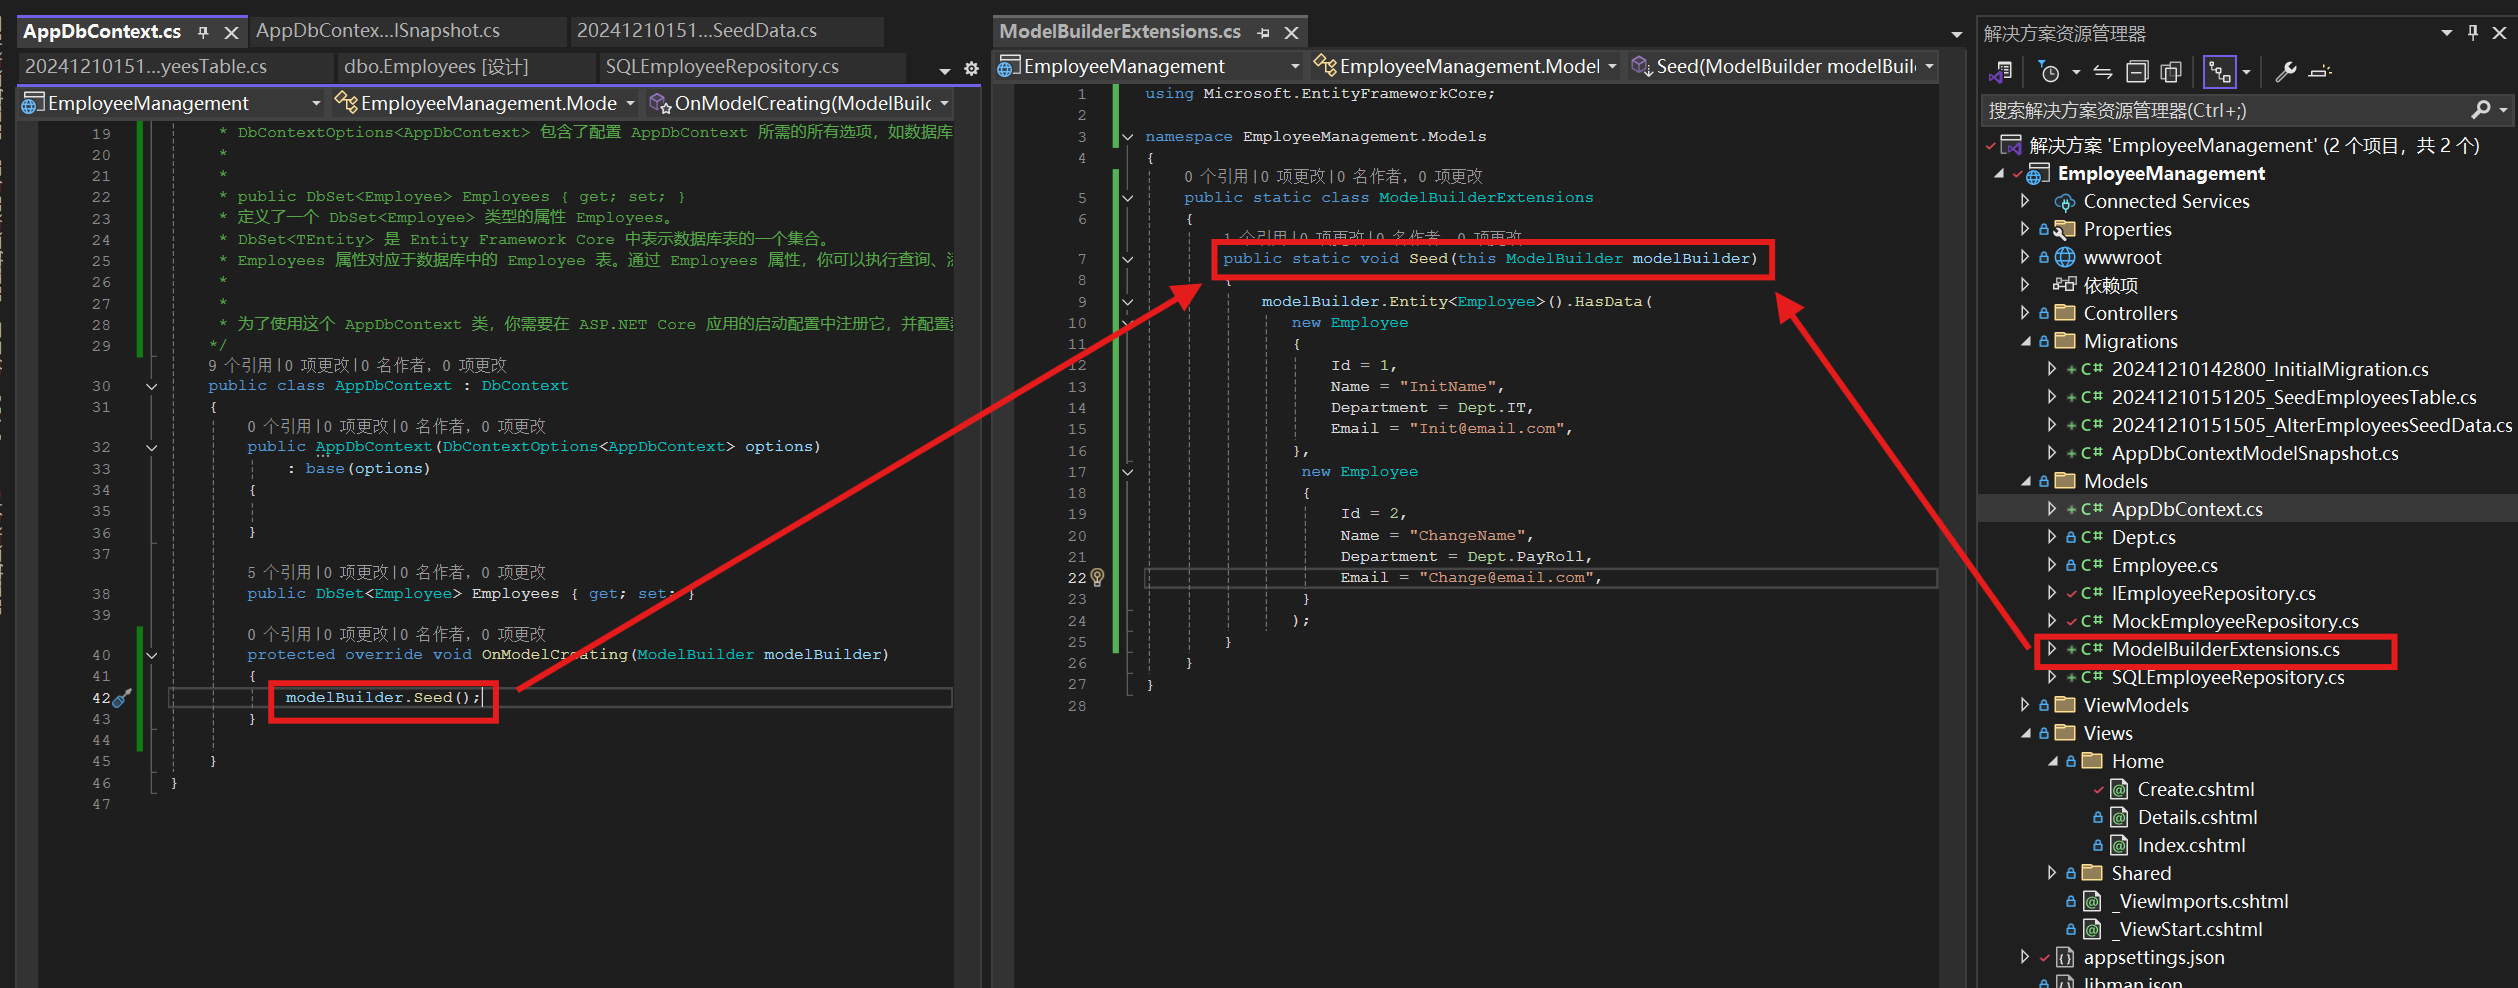 AppDbContext.cs
AppDbContex...lSnapshot.cs
20241210151...SeedData.cs
20241210151...yeesTable.cs
dbo.Employees [设计]
SQLEmployeeRepository.cs
EmployeeManagement
EmployeeManagement.Mode
OnModelCreating(ModelBuilc
19 * DbContextOptions<AppDbContext> 包含了配置 AppDbContext 所需的所有选项，如数据库
20 *
21 *
22 * public DbSet<Employee> Employees { get; set; }
23 * 定义了一个 DbSet<Employee> 类型的属性 Employees。
24 * DbSet<TEntity> 是 Entity Framework Core 中表示数据库表的一个集合。
25 * Employees 属性对应于数据库中的 Employee 表。通过 Employees 属性，你可以执行查询、
26 *
27 *
28 * 为了使用这个 AppDbContext 类，你需要在 ASP.NET Core 应用的启动配置中注册它，并配置
29 */
9 个引用|0 项更改|0 名作者，0 项更改
30 public class AppDbContext : DbContext
31 {
0 个引用|0 项更改|0 名作者，0 项更改
32 public AppDbContext(DbContextOptions<AppDbContext> options)
33 : base(options)
34 {
35
36 }
37
5 个引用|0 项更改|0 名作者，0 项更改
38 public DbSet<Employee> Employees { get; set; }
39
0 个引用|0 项更改|0 名作者，0 项更改
40 protected override void OnModelCreating(ModelBuilder modelBuilder)
41 {
42 modelBuilder.Seed();
43 }
44
45 }
46 }
47
ModelBuilderExtensions.cs
EmployeeManagement
EmployeeManagement.Model
Seed(ModelBuilder modelBuil
1 using Microsoft.EntityFrameworkCore;
2
3 namespace EmployeeManagement.Models
4 {
0 个引用|0 项更改|0 名作者，0 项更改
5 public static class ModelBuilderExtensions
6 {
1 个引用|0 项更改|0 名作者，0 项更改
7 public static void Seed(this ModelBuilder modelBuilder)
8 {
9 modelBuilder.Entity<Employee>().HasData(
10 new Employee
11 {
12 Id = 1,
13 Name = "InitName",
14 Department = Dept.IT,
15 Email = "Init@email.com",
16 },
17 new Employee
18 {
19 Id = 2,
20 Name = "ChangeName",
21 Department = Dept.PayRoll,
22 Email = "Change@email.com",
23 }
24 );
25 }
26 }
27 }
28
解决方案资源管理器
搜索解决方案资源管理器(Ctrl+;)
解决方案 'EmployeeManagement' (2 个项目，共 2 个)
EmployeeManagement
Connected Services
Properties
wwwroot
依赖项
Controllers
Migrations
C# 20241210142800_InitialMigration.cs
C# 20241210151205_SeedEmployeesTable.cs
C# 20241210151505_AlterEmployeesSeedData.cs
C# AppDbContextModelSnapshot.cs
Models
C# AppDbContext.cs
C# Dept.cs
C# Employee.cs
C# IEmployeeRepository.cs
C# MockEmployeeRepository.cs
C# ModelBuilderExtensions.cs
C# SQLEmployeeRepository.cs
ViewModels
Views
Home
Create.cshtml
Details.cshtml
Index.cshtml
Shared
_ViewImports.cshtml
_ViewStart.cshtml
appsettings.json
libman.json